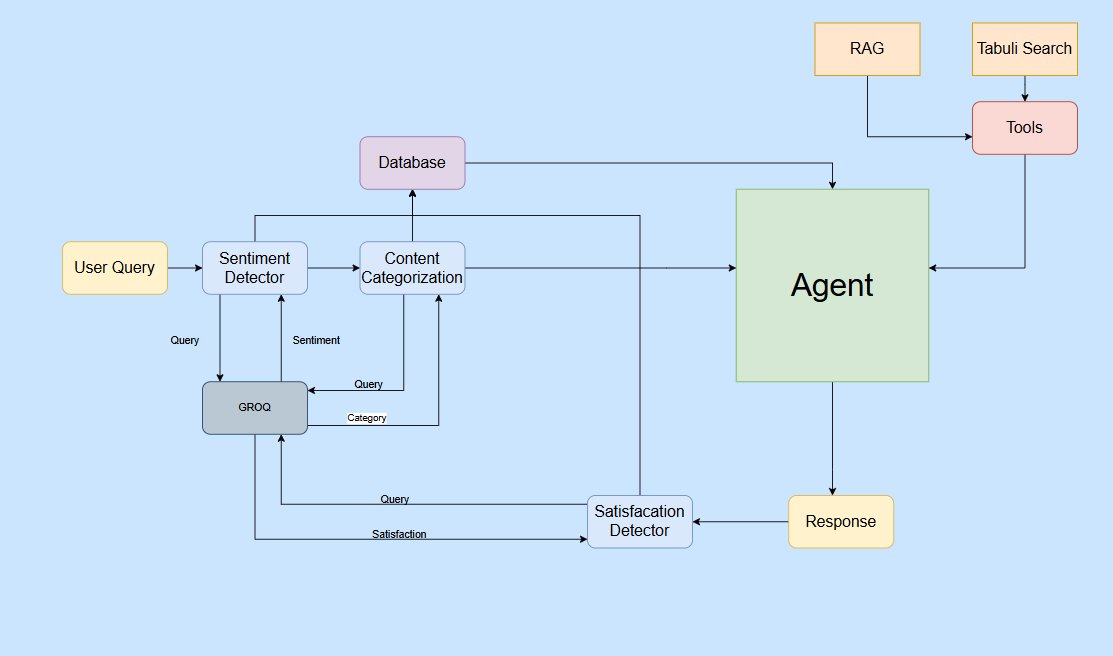 RAG
Tabuli Search
Tools
Database
User Query
Sentiment
Detector
Content
Categorization
Agent
Query
Sentiment
Query
GROQ
Category
Query
Satisfacation
Detector
Response
Satisfaction